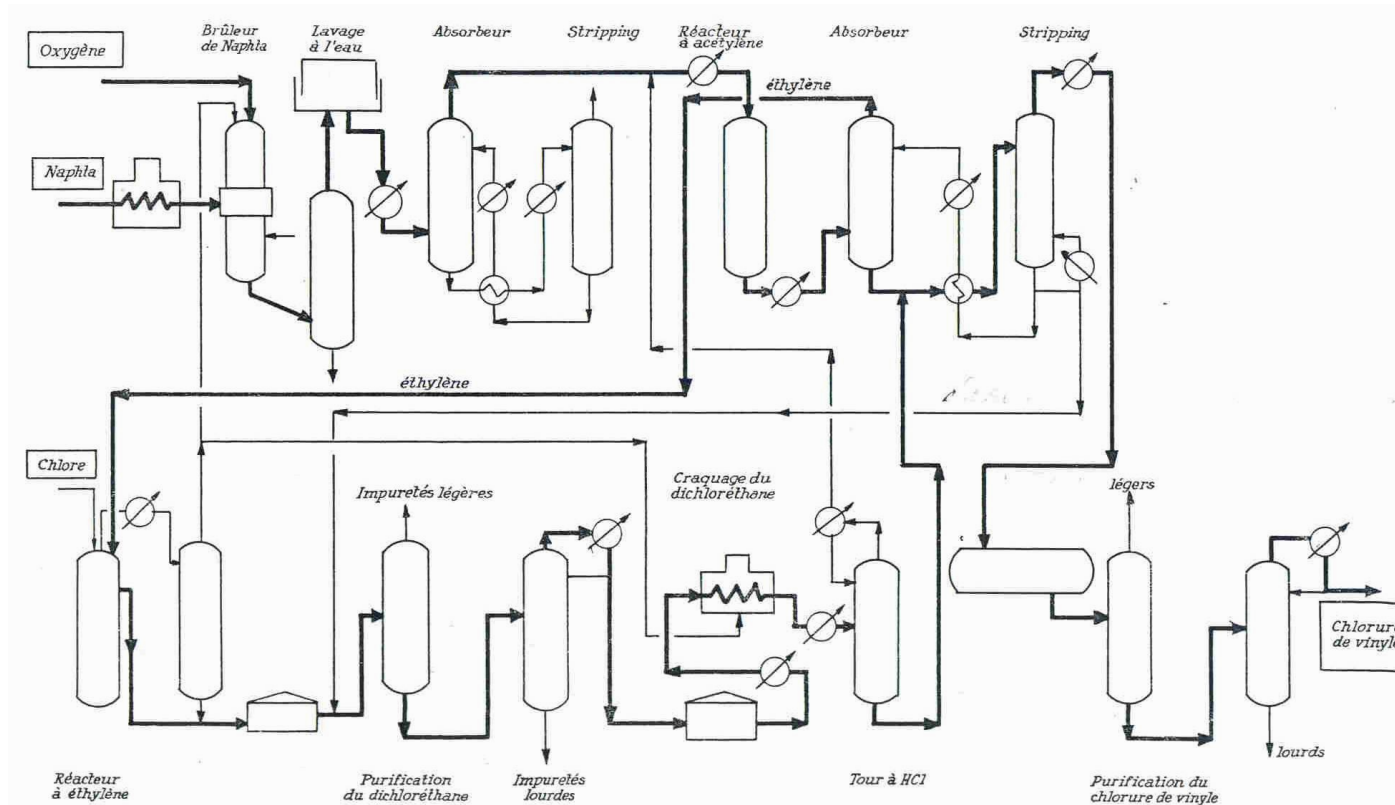 Oxygène
Brûleur
de Naphta
Lavage
à l'eau
Absorbeur
Stripping
Réacteur
à acétylène
Absorbeur
Stripping
éthylène
Naphta
éthylène
Chlore
Impuretés légères
Craquage du
dichloréthane
légers
Chlorure
de vinyle
Réacteur
à éthylène
Purification
du dichloréthane
Impuretés
lourdes
Tour à HCl
Purification du
chlorure de vinyle
lourds